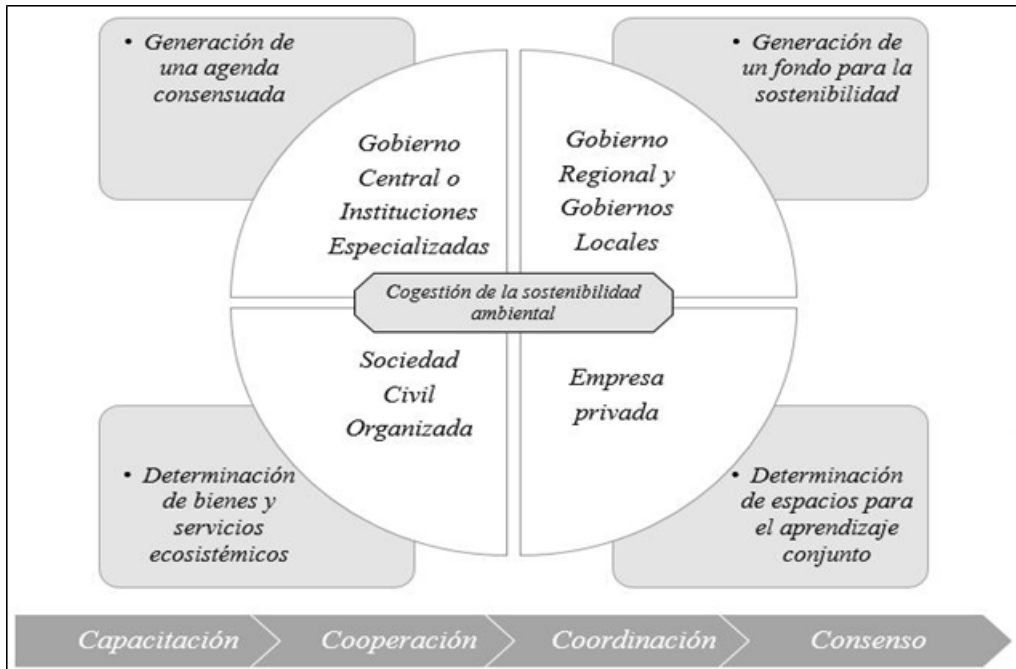 • Generación de
una agenda
consensuada
• Generación de
un fondo para la
sostenibilidad
Gobierno
Central o
Instituciones
Especializadas
Gobierno
Regional y
Gobiernos
Locales
Cogestión de la sostenibilidad
ambiental
Sociedad
Civil
Organizada
Empresa
privada
• Determinación
de bienes y
servicios
ecosistémicos
• Determinación
de espacios para
el aprendizaje
conjunto
Capacitación
Cooperación
Coordinación
Consenso